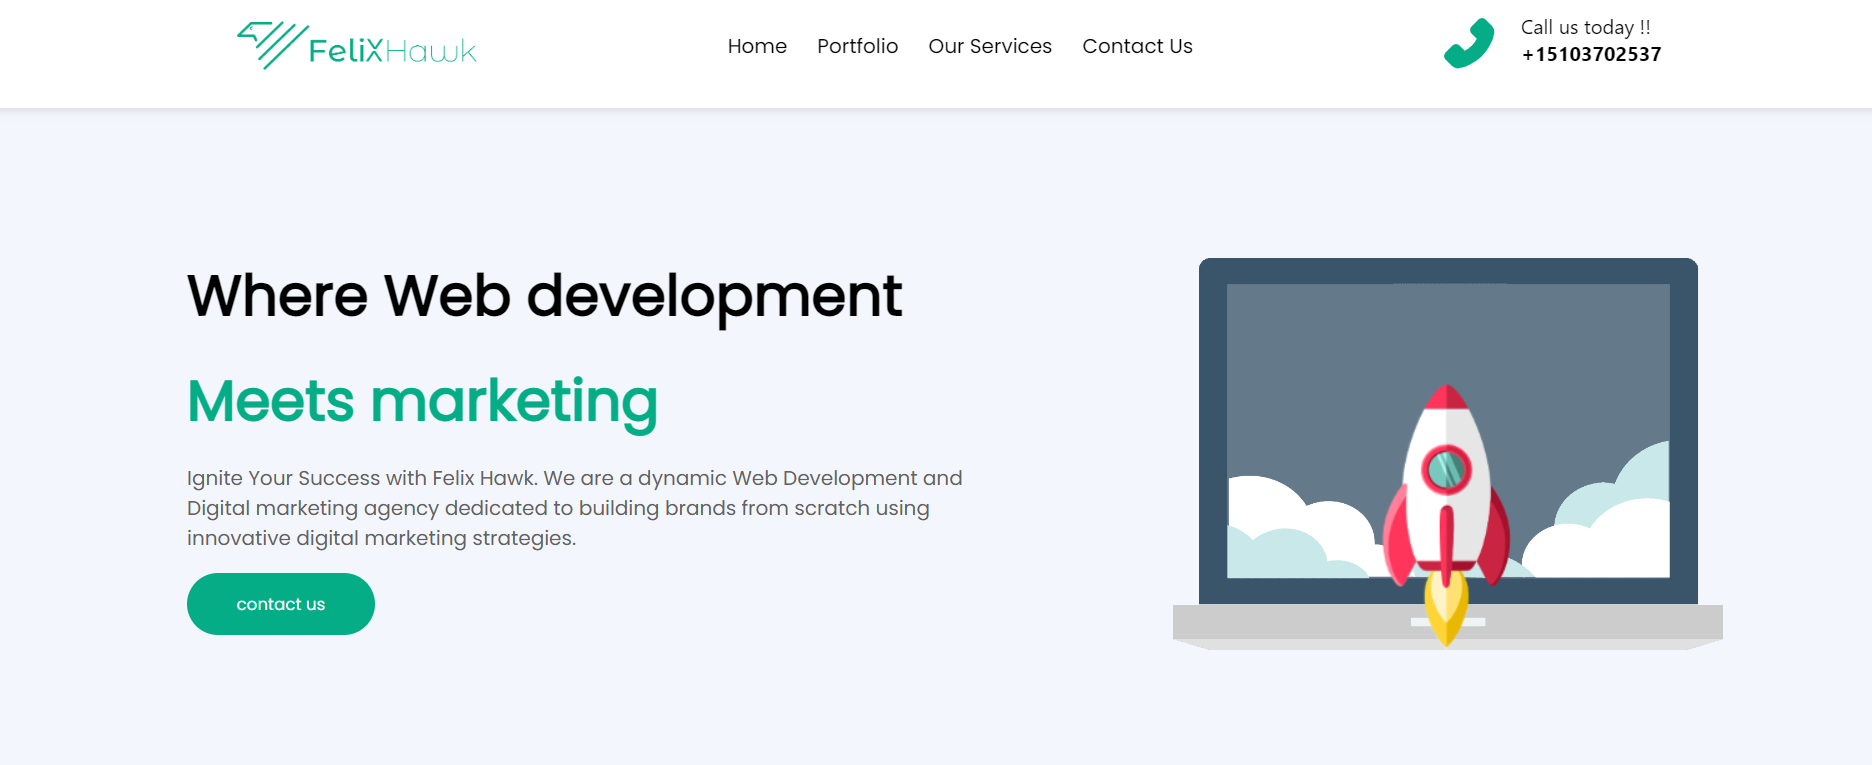 FelixHawk
Home Portfolio Our Services Contact Us
Call us today !!
+15103702537
Where Web development
Meets marketing
Ignite Your Success with Felix Hawk. We are a dynamic Web Development and
Digital marketing agency dedicated to building brands from scratch using
innovative digital marketing strategies.
contact us